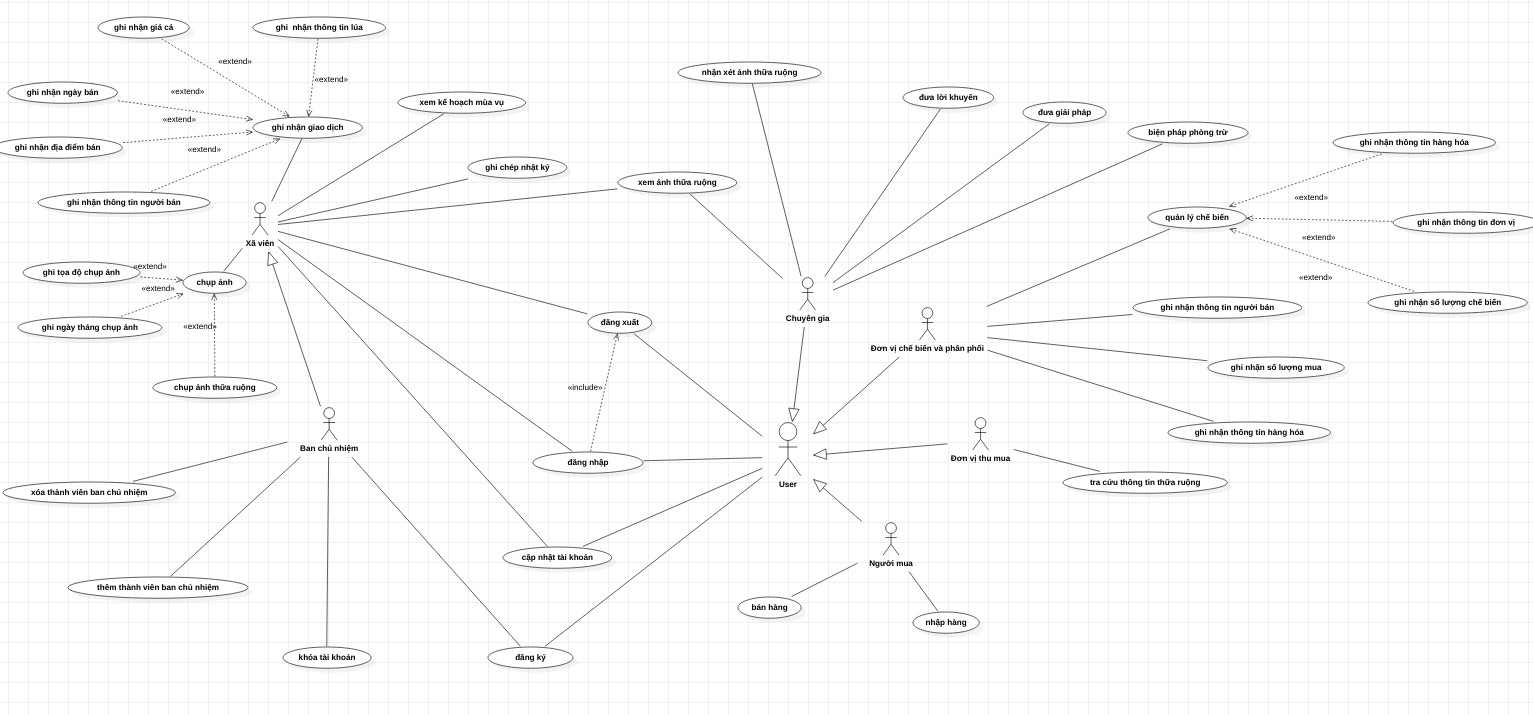 ghi nhận giá cả
ghi  nhận thông tin lúa
«extend»
«extend»
nhận xét ảnh thữa ruộng
ghi nhận ngày bán
«extend»
xem kế hoạch mùa vụ
đưa lời khuyên
đưa giải pháp
«extend»
ghi nhận giao dịch
biện pháp phòng trừ
ghi nhận địa điểm bán
«extend»
ghi nhận thông tin hàng hóa
ghi chép nhật ký
xem ảnh thữa ruộng
ghi nhận thông tin người bán
«extend»
quản lý chế biến
ghi nhận thông tin đơn vị
«extend»
Xã viên
«extend»
ghi tọa độ chụp ảnh
chụp ảnh
«extend»
«extend»
ghi nhận số lượng chế biến
ghi nhận thông tin người bán
Chuyên gia
đăng xuất
ghi ngày tháng chụp ảnh
«extend»
Đơn vị chế biến và phân phối
ghi nhận số lượng mua
chụp ảnh thữa ruộng
«include»
ghi nhận thông tin hàng hóa
Ban chủ nhiệm
Đơn vị thu mua
đăng nhập
User
tra cứu thông tin thữa ruộng
xóa thành viên ban chủ nhiệm
cập nhật tài khoản
Người mua
thêm thành viên ban chủ nhiệm
bán hàng
nhập hàng
khóa tài khoản
đăng ký